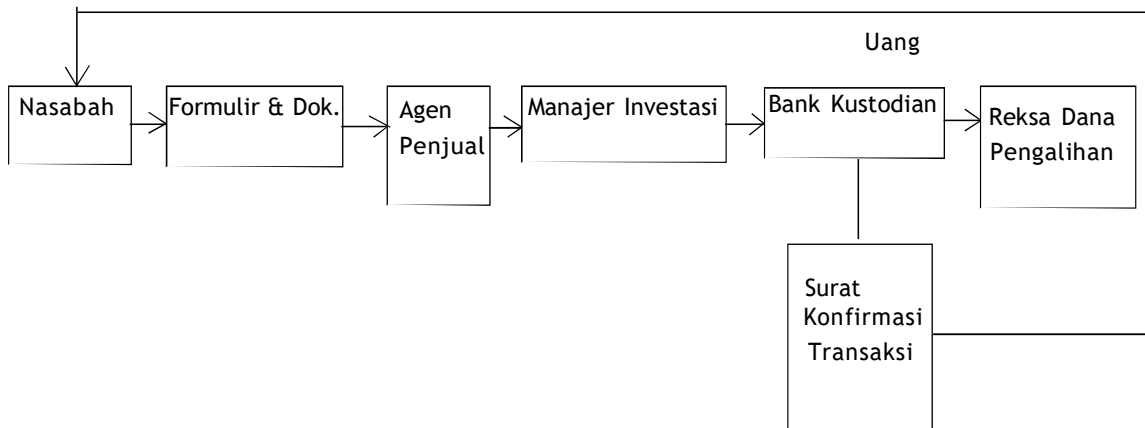 Uang
Nasabah
Formulir & Dok.
Agen
Penjual
Manajer Investasi
Bank Kustodian
Reksa Dana
Pengalihan
Surat
Konfirmasi
Transaksi